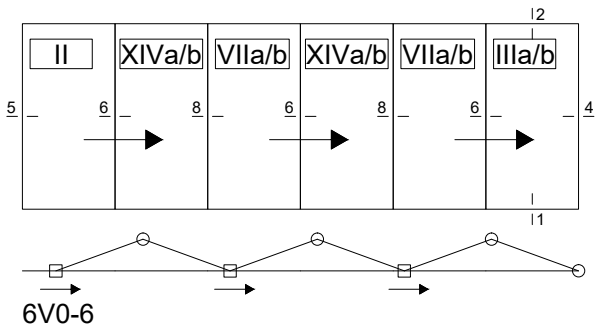 2
II XIVa/b VIIa/b XIVa/b VIIa/b IIIa/b
5 6 8 6 8 6 4
1
6V0-6